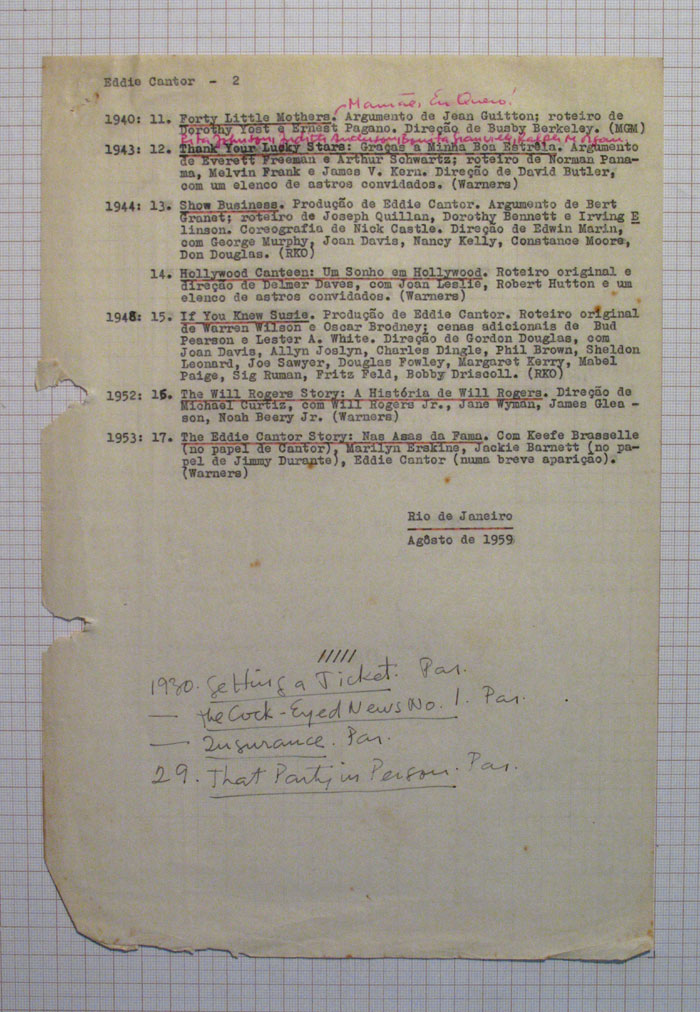 Eddie Cantor - 2
Mamãe, Eu Quero!
1940: 11. Forty Little Mothers. Argumento de Jean Guitton; roteiro de
Dorothy Yost e Ernest Pagano. Direção de Busby Berkeley. (MGM)
Rita Johnson, Judith Anderson, Bonita Granville, Ralph Morgan.
1943: 12. Thank Your Lucky Stars: Graças a Minha Boa Estrêla. Argumento
de Everett Freeman e Arthur Schwartz; roteiro de Norman Pana-
ma, Melvin Frank e James V. Kern. Direção de David Butler,
com um elenco de astros convidados. (Warners)
1944: 13. Show Business. Produção de Eddie Cantor. Argumento de Bert
Granet; roteiro de Joseph Quillan, Dorothy Bennett e Irving E
linson. Coreografia de Nick Castle. Direção de Edwin Marin,
com George Murphy, Joan Davis, Nancy Kelly, Constance Moore,
Don Douglas. (RKO)
14. Hollywood Canteen: Um Sonho em Hollywood. Roteiro original e
direção de Delmer Daves, com Joan Leslie, Robert Hutton e um
elenco de astros convidados. (Warners)
1948: 15. If You Knew Susie. Produção de Eddie Cantor. Roteiro original
de Warren Wilson e Oscar Brodney; cenas adicionais de Bud
Pearson e Lester A. White. Direção de Gordon Douglas, com
Joan Davis, Allyn Joslyn, Charles Dingle, Phil Brown, Sheldon
Leonard, Joe Sawyer, Douglas Fowley, Margaret Kerry, Mabel
Paige, Sig Ruman, Fritz Feld, Bobby Driscoll. (RKO)
1952: 16. The Will Rogers Story: A História de Will Rogers. Direção de
Michael Curtiz, com Will Rogers Jr., Jane Wyman, James Glea -
son, Noah Beery Jr. (Warners)
1953: 17. The Eddie Cantor Story: Nas Asas da Fama. Com Keefe Brasselle
(no papel de Cantor), Marilyn Erskine, Jackie Barnett (no pa-
pel de Jimmy Durante), Eddie Cantor (numa breve aparição).
(Warners)
Rio de Janeiro
Agôsto de 1959
/////
1930. Getting a Ticket. Par.
— the Cock-Eyed News No. 1. Par.
— Insurance. Par.
29. That Party in Person. Par.